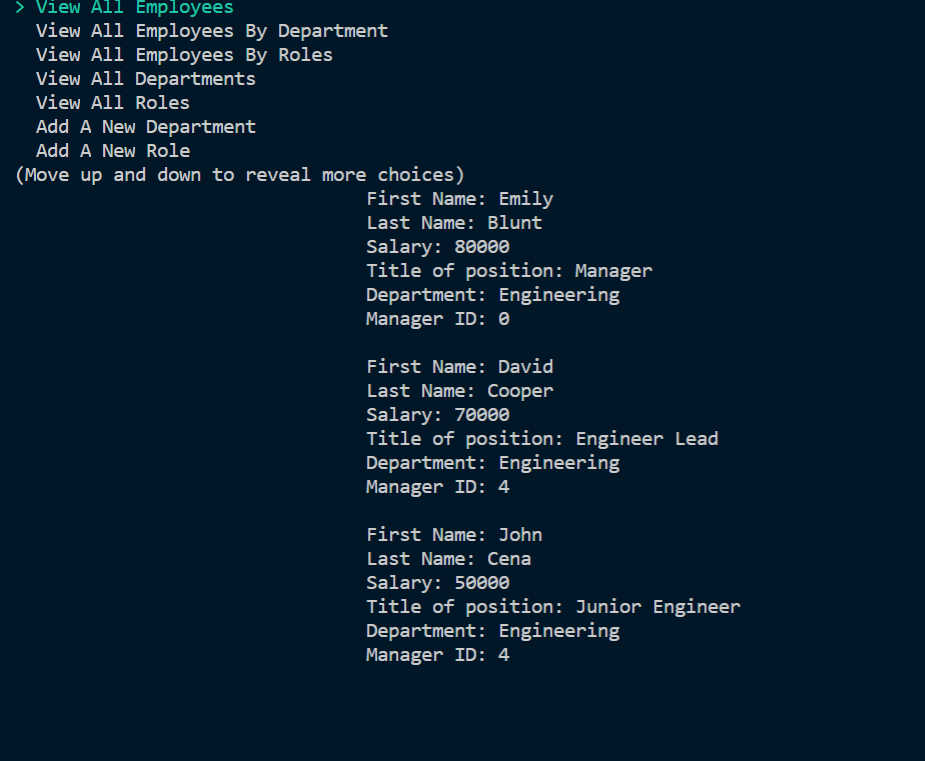 > View All Employees
View All Employees By Department
View All Employees By Roles
View All Departments
View All Roles
Add A New Department
Add A New Role
(Move up and down to reveal more choices)
First Name: Emily
Last Name: Blunt
Salary: 80000
Title of position: Manager
Department: Engineering
Manager ID: 0
First Name: David
Last Name: Cooper
Salary: 70000
Title of position: Engineer Lead
Department: Engineering
Manager ID: 4
First Name: John
Last Name: Cena
Salary: 50000
Title of position: Junior Engineer
Department: Engineering
Manager ID: 4